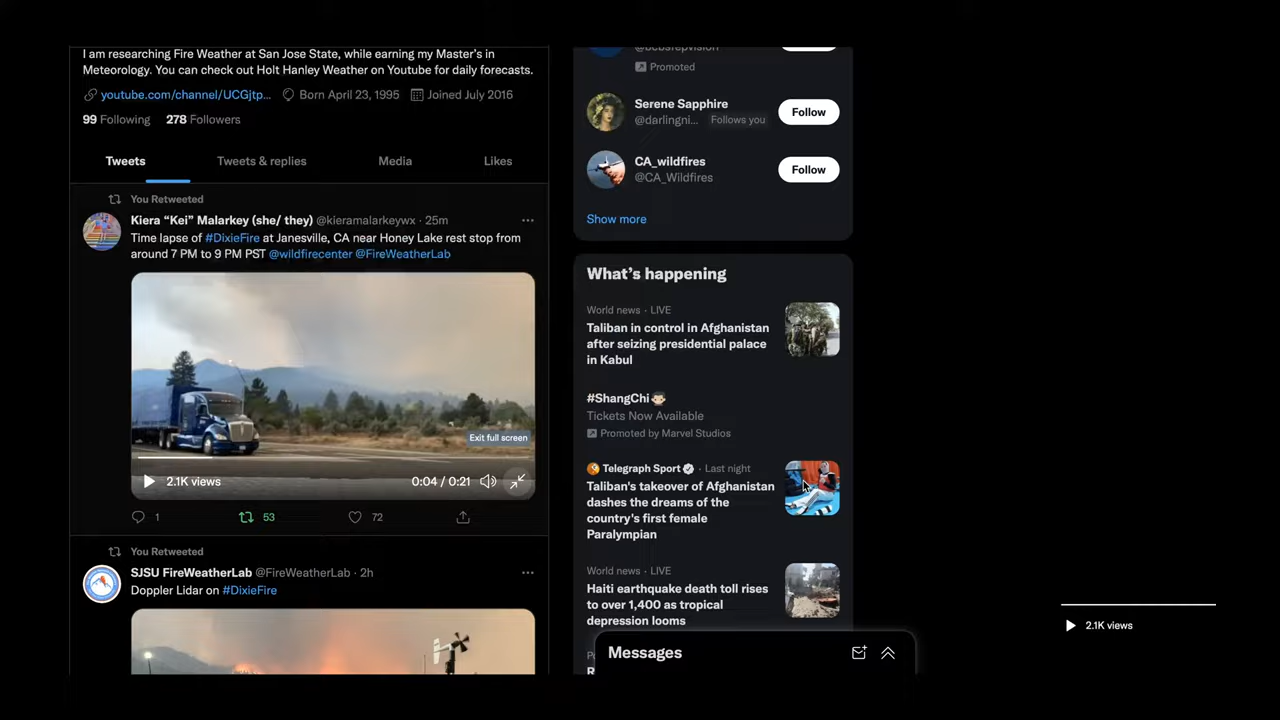 I am researching Fire Weather at San Jose State, while earning my Master's in
Meteorology. You can check out Holt Hanley Weather on Youtube for daily forecasts.
youtube.com/channel/UCGjtp... Born April 23, 1995 Joined July 2016
99 Following 278 Followers
Tweets Tweets & replies Media Likes
You Retweeted
Kiera “Kei” Malarkey (she/ they) @kieramalarkeywx · 25m
Time lapse of #DixieFire at Janesville, CA near Honey Lake rest stop from
around 7 PM to 9 PM PST @wildfirecenter @FireWeatherLab
Exit full screen
2.1K views 0:04 / 0:21
1 53 72
You Retweeted
SJSU FireWeatherLab @FireWeatherLab · 2h
Doppler Lidar on #DixieFire
Promoted
Serene Sapphire
@darlingni... Follows you
Follow
CA_wildfires
@CA_Wildfires
Follow
Show more
What's happening
World news · LIVE
Taliban in control in Afghanistan
after seizing presidential palace
in Kabul
#ShangChi
Tickets Now Available
Promoted by Marvel Studios
Telegraph Sport · Last night
Taliban's takeover of Afghanistan
dashes the dreams of the
country's first female
Paralympian
World news · LIVE
Haiti earthquake death toll rises
to over 1,400 as tropical
depression looms
Messages
2.1K views